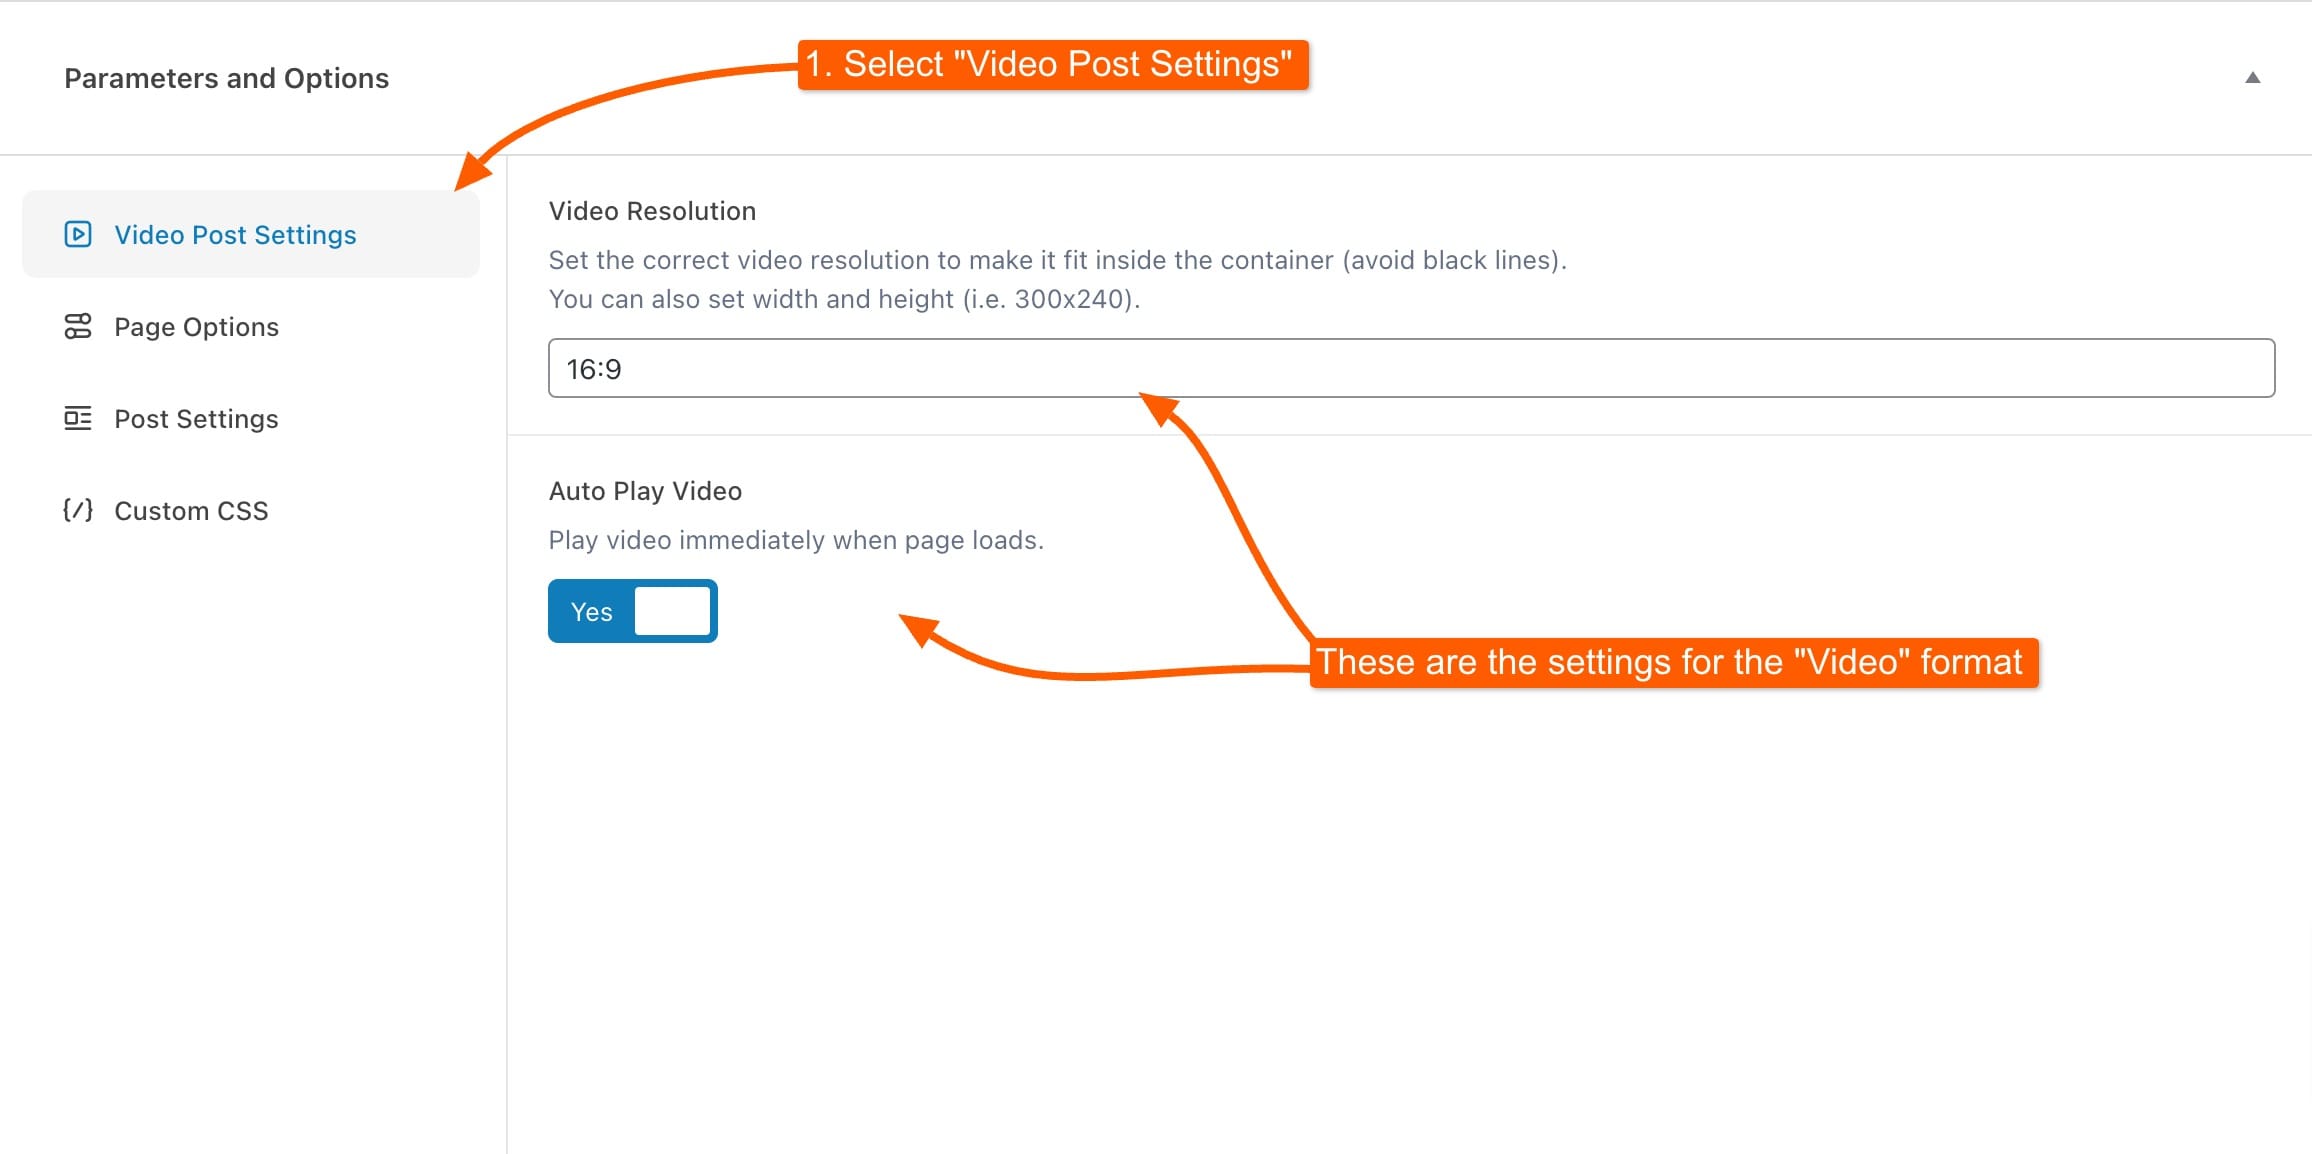 Parameters and Options
1. Select "Video Post Settings"
Video Post Settings
Page Options
Post Settings
Custom CSS
Video Resolution
Set the correct video resolution to make it fit inside the container (avoid black lines).
You can also set width and height (i.e. 300x240).
16:9
Auto Play Video
Play video immediately when page loads.
Yes
These are the settings for the "Video" format